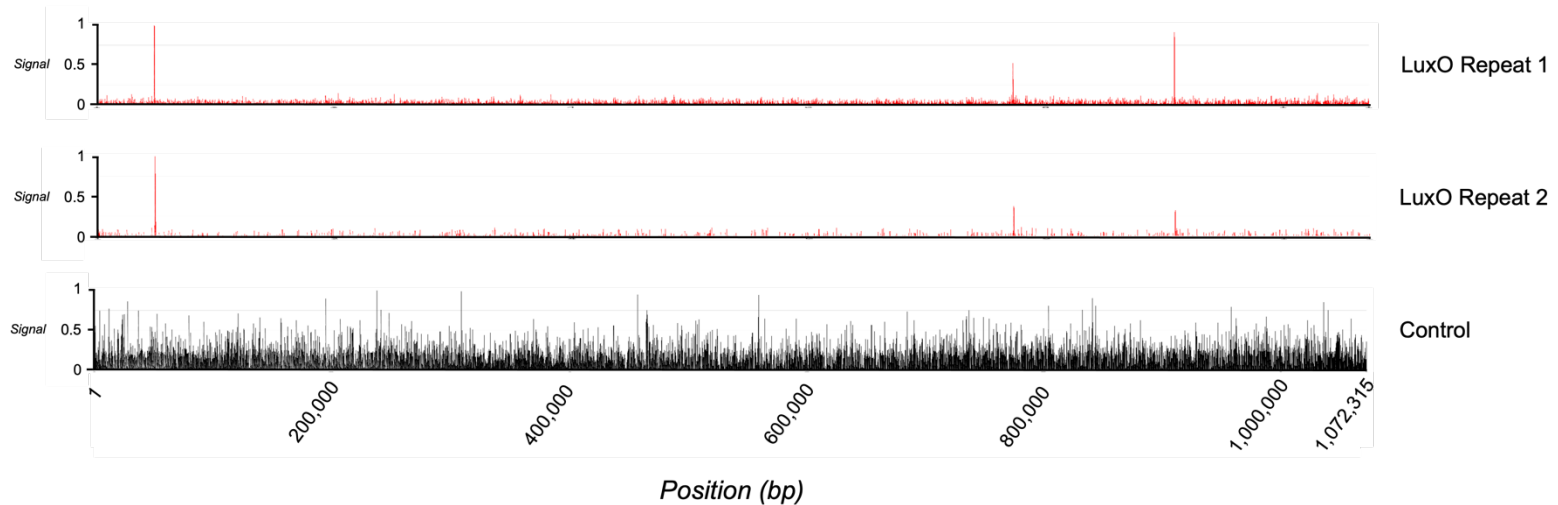 1
Signal 0.5 LuxO Repeat 1
0
1
Signal 0.5 LuxO Repeat 2
0
1
Signal 0.5 Control
0
1 200,000 400,000 600,000 800,000 1,000,000 1,072,315
Position (bp)